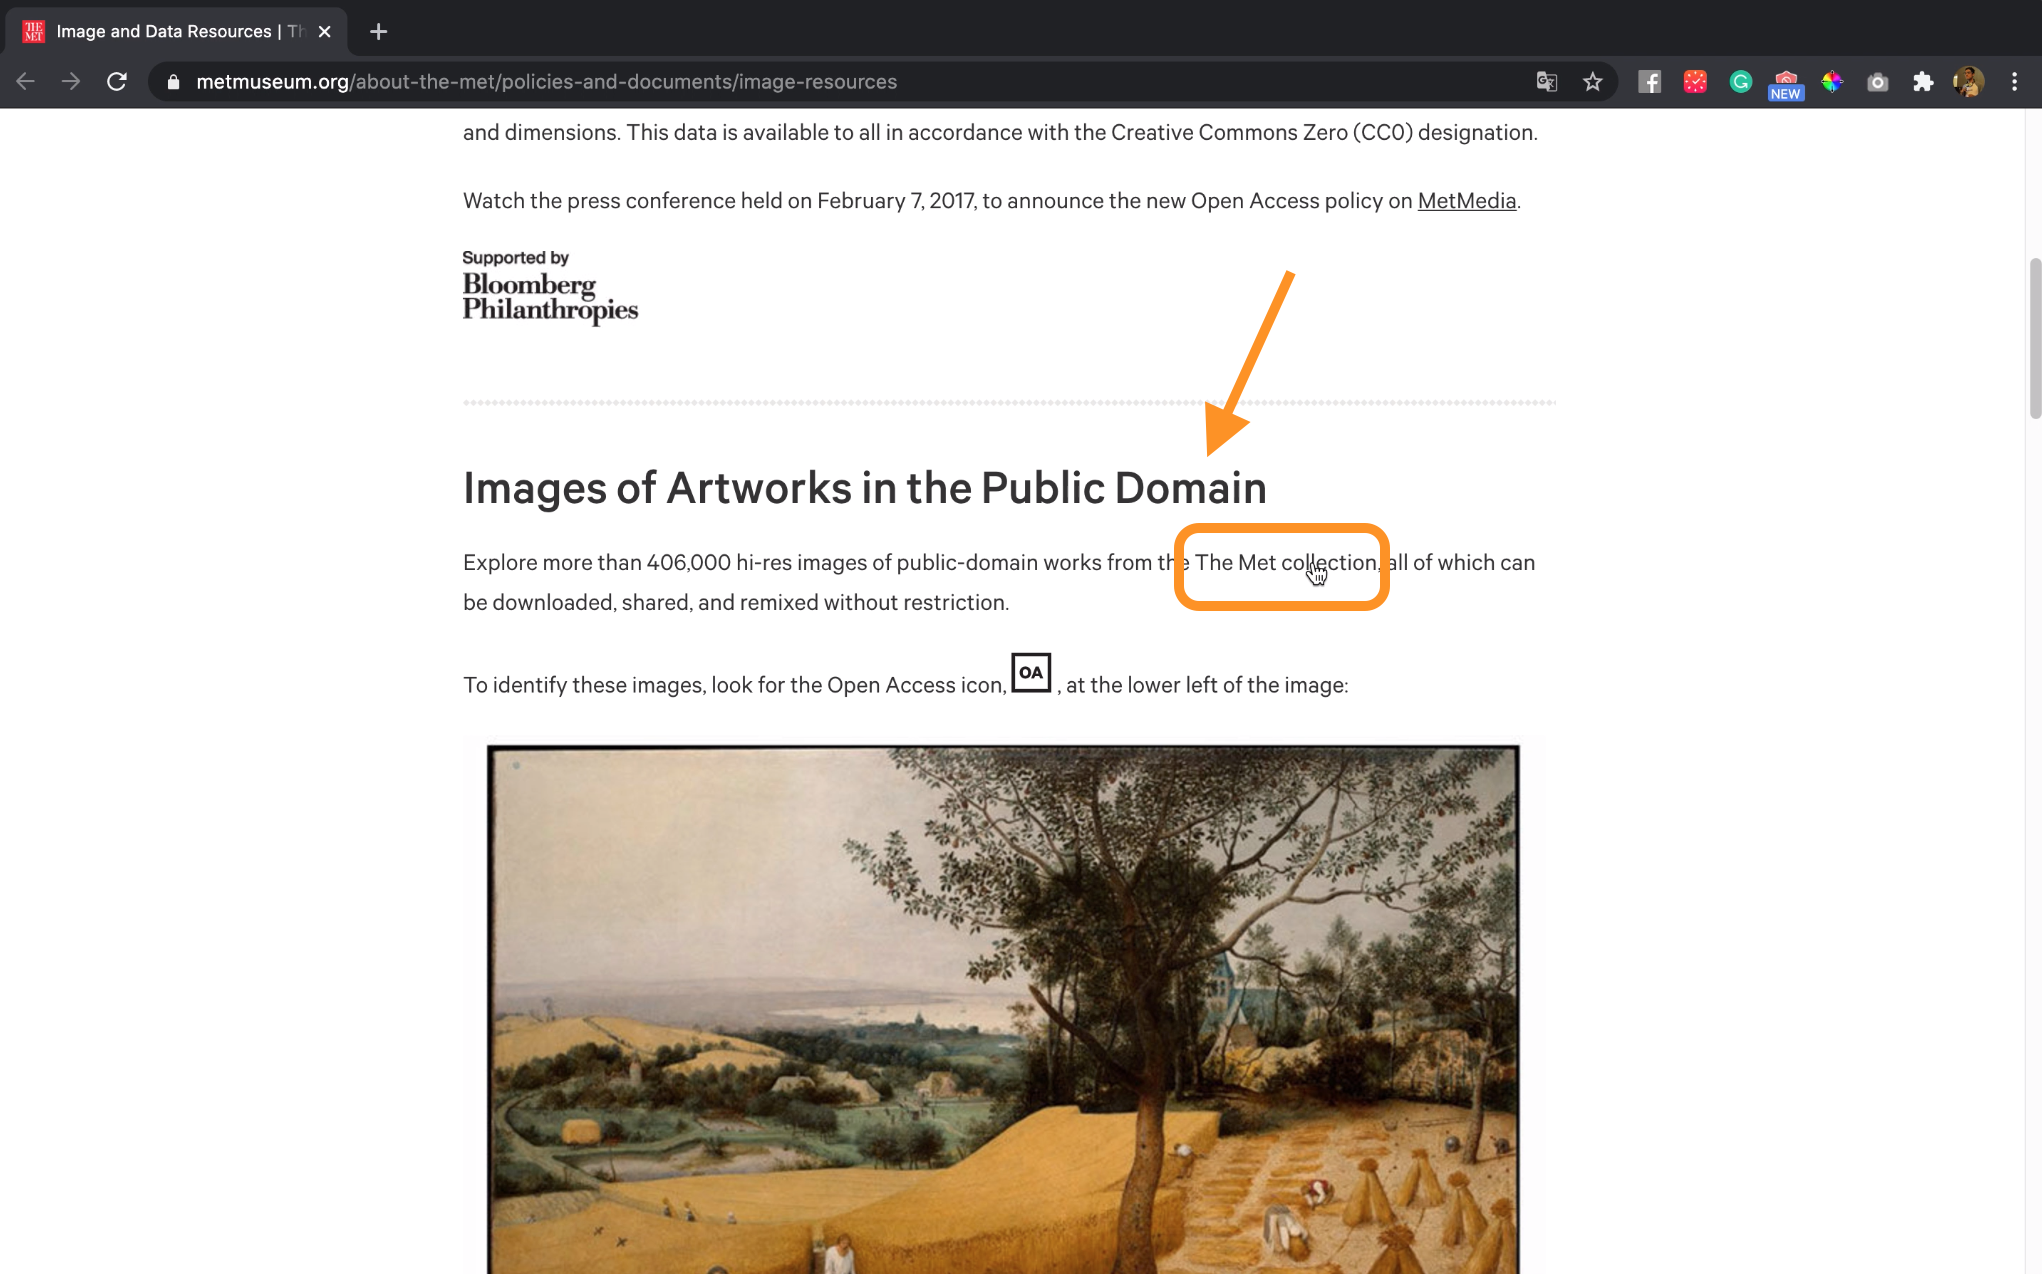 THE MET
Image and Data Resources | Th
metmuseum.org/about-the-met/policies-and-documents/image-resources
NEW
and dimensions. This data is available to all in accordance with the Creative Commons Zero (CC0) designation.
Watch the press conference held on February 7, 2017, to announce the new Open Access policy on MetMedia.
Supported by
Bloomberg
Philanthropies
Images of Artworks in the Public Domain
Explore more than 406,000 hi-res images of public-domain works from the The Met collection, all of which can
be downloaded, shared, and remixed without restriction.
To identify these images, look for the Open Access icon, OA , at the lower left of the image: